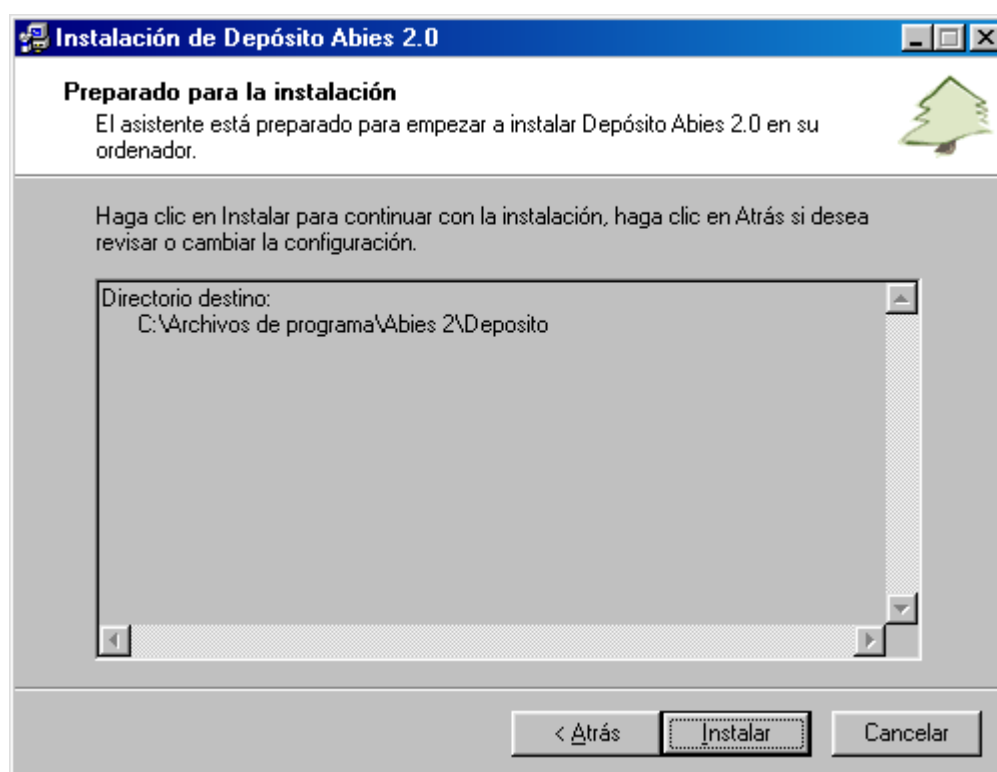 Instalación de Depósito Abies 2.0
Preparado para la instalación
El asistente está preparado para empezar a instalar Depósito Abies 2.0 en su
ordenador.
Haga clic en Instalar para continuar con la instalación, haga clic en Atrás si desea
revisar o cambiar la configuración.
Directorio destino:
C:\Archivos de programa\Abies 2\Deposito
< Atrás
Instalar
Cancelar